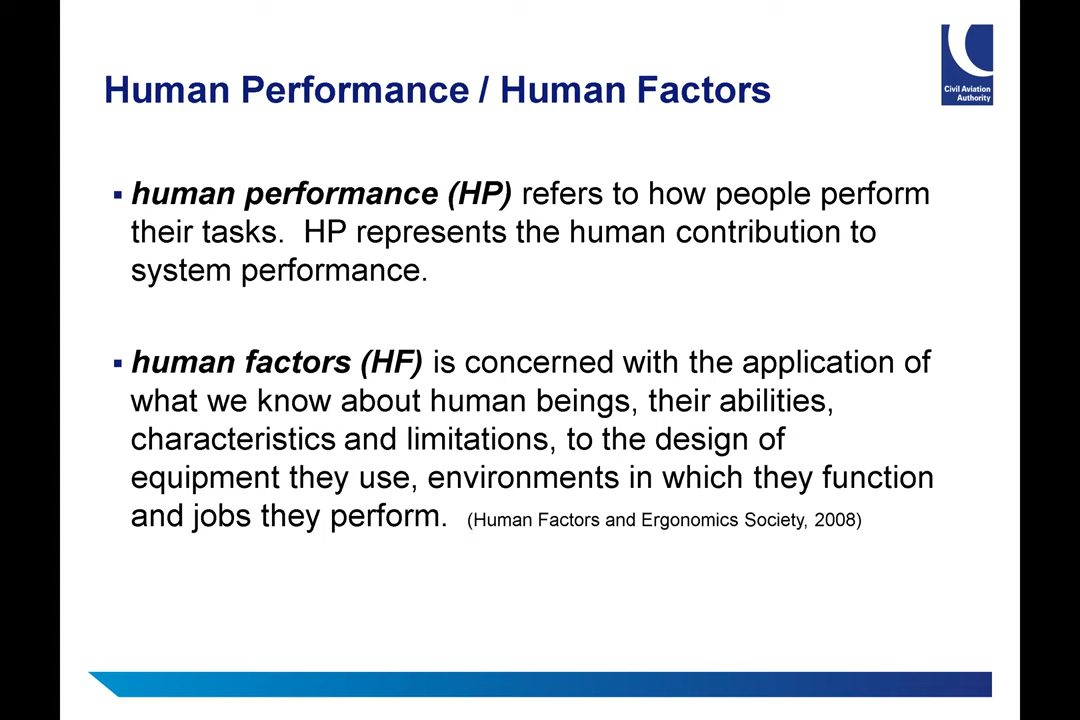 Human Performance / Human Factors
Civil Aviation
Authority
▪ human performance (HP) refers to how people perform
their tasks.  HP represents the human contribution to
system performance.
▪ human factors (HF) is concerned with the application of
what we know about human beings, their abilities,
characteristics and limitations, to the design of
equipment they use, environments in which they function
and jobs they perform.  (Human Factors and Ergonomics Society, 2008)